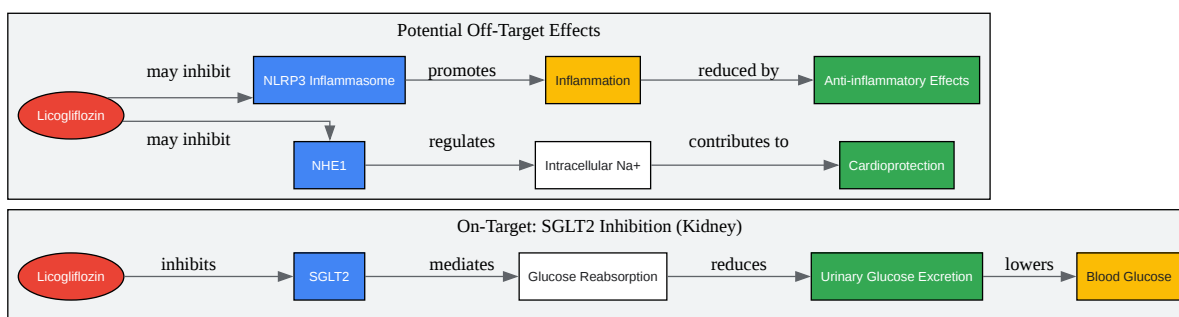 Potential Off-Target Effects
may inhibit
NLRP3 Inflammasome
promotes
Inflammation
reduced by
Anti-inflammatory Effects
Licogliflozin
may inhibit
NHE1
regulates
Intracellular Na+
contributes to
Cardioprotection
On-Target: SGLT2 Inhibition (Kidney)
Licogliflozin
inhibits
SGLT2
mediates
Glucose Reabsorption
reduces
Urinary Glucose Excretion
lowers
Blood Glucose